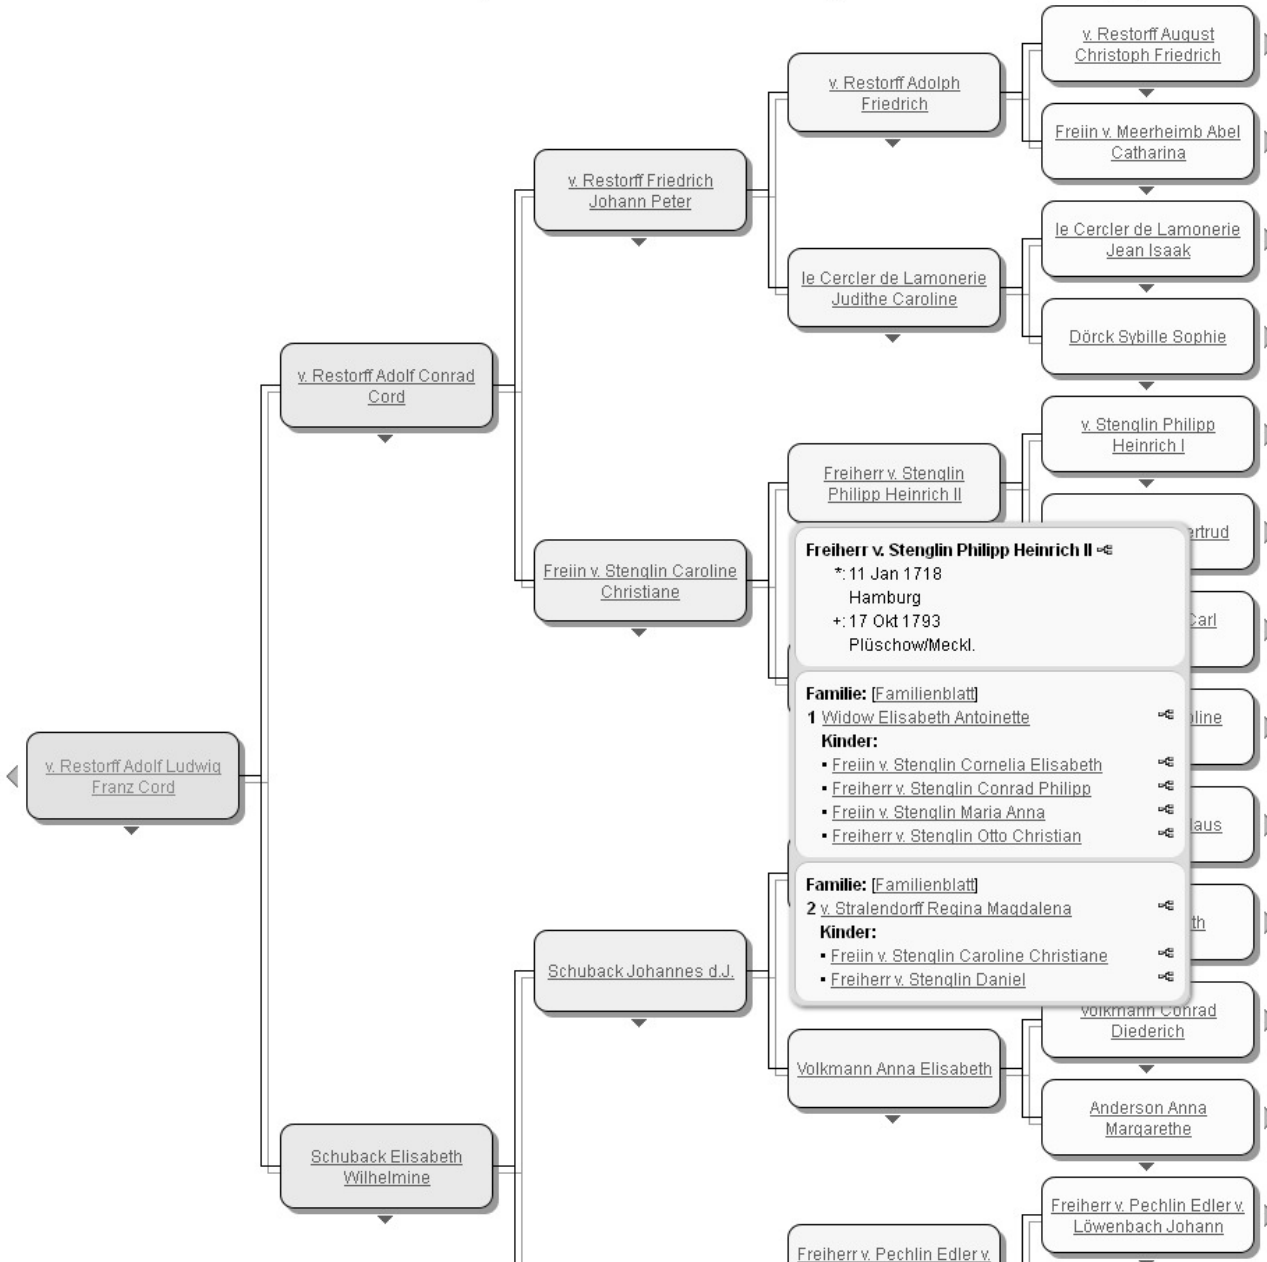 v. Restorff August
Christoph Friedrich
v. Restorff Adolph
Friedrich
Freiin v. Meerheimb Abel
Catharina
v. Restorff Friedrich
Johann Peter
le Cercler de Lamonerie
Jean Isaak
le Cercler de Lamonerie
Judithe Caroline
Dörck Sybille Sophie
v. Restorff Adolf Conrad
Cord
v. Stenglin Philipp
Heinrich I
Freiherr v. Stenglin
Philipp Heinrich II
Freiin v. Stenglin Caroline
Christiane
Freiherr v. Stenglin Philipp Heinrich II
*: 11 Jan 1718
Hamburg
+: 17 Okt 1793
Plüschow/Meckl.
Familie: [Familienblatt]
1 Widow Elisabeth Antoinette
Kinder:
▪ Freiin v. Stenglin Cornelia Elisabeth
▪ Freiherr v. Stenglin Conrad Philipp
▪ Freiin v. Stenglin Maria Anna
▪ Freiherr v. Stenglin Otto Christian
Familie: [Familienblatt]
2 v. Stralendorff Regina Magdalena
Kinder:
▪ Freiin v. Stenglin Caroline Christiane
▪ Freiherr v. Stenglin Daniel
v. Restorff Adolf Ludwig
Franz Cord
Schuback Johannes d.J.
Volkmann Conrad
Diederich
Volkmann Anna Elisabeth
Anderson Anna
Margarethe
Schuback Elisabeth
Wilhelmine
Freiherr v. Pechlin Edler v.
Löwenbach Johann
Freiherr v. Pechlin Edler v.